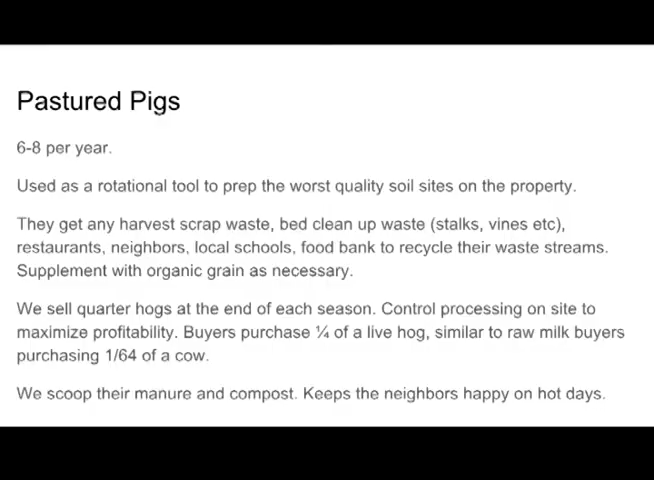 Pastured Pigs
6-8 per year.
Used as a rotational tool to prep the worst quality soil sites on the property.
They get any harvest scrap waste, bed clean up waste (stalks, vines etc),
restaurants, neighbors, local schools, food bank to recycle their waste streams.
Supplement with organic grain as necessary.
We sell quarter hogs at the end of each season. Control processing on site to
maximize profitability. Buyers purchase ¼ of a live hog, similar to raw milk buyers
purchasing 1/64 of a cow.
We scoop their manure and compost. Keeps the neighbors happy on hot days.